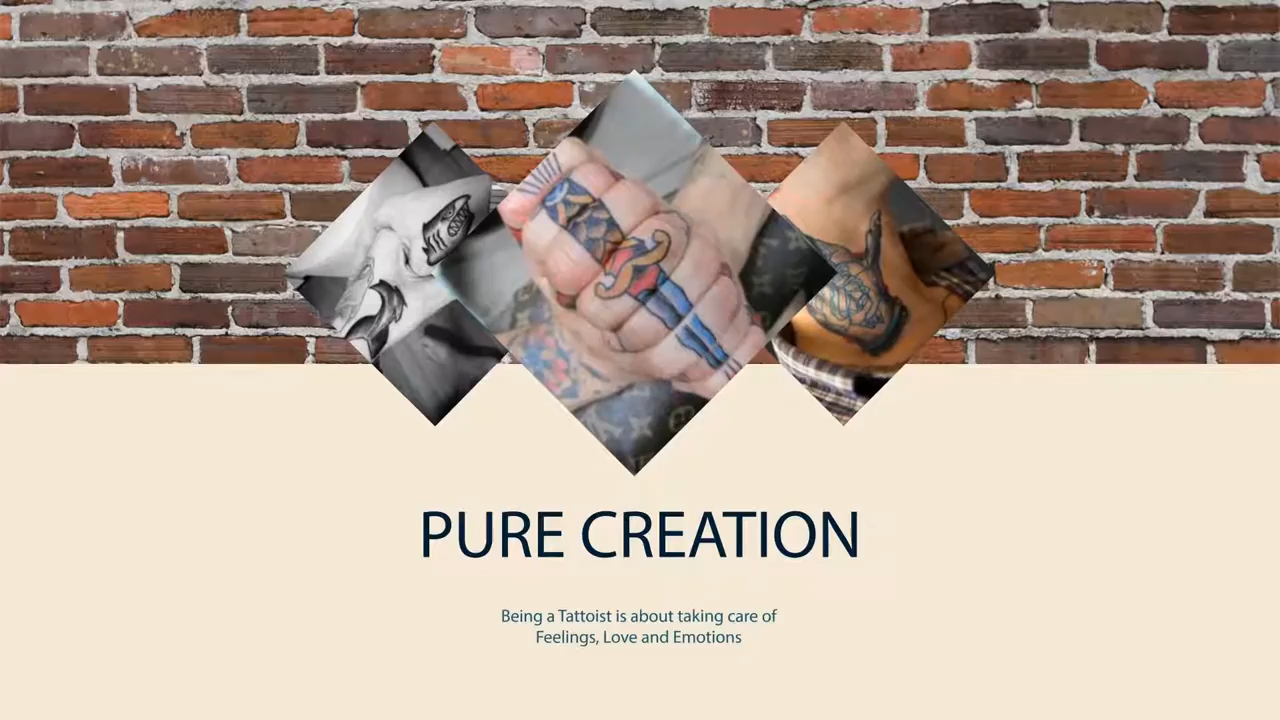 PURE CREATION
Being a Tattoist is about taking care of
Feelings, Love and Emotions